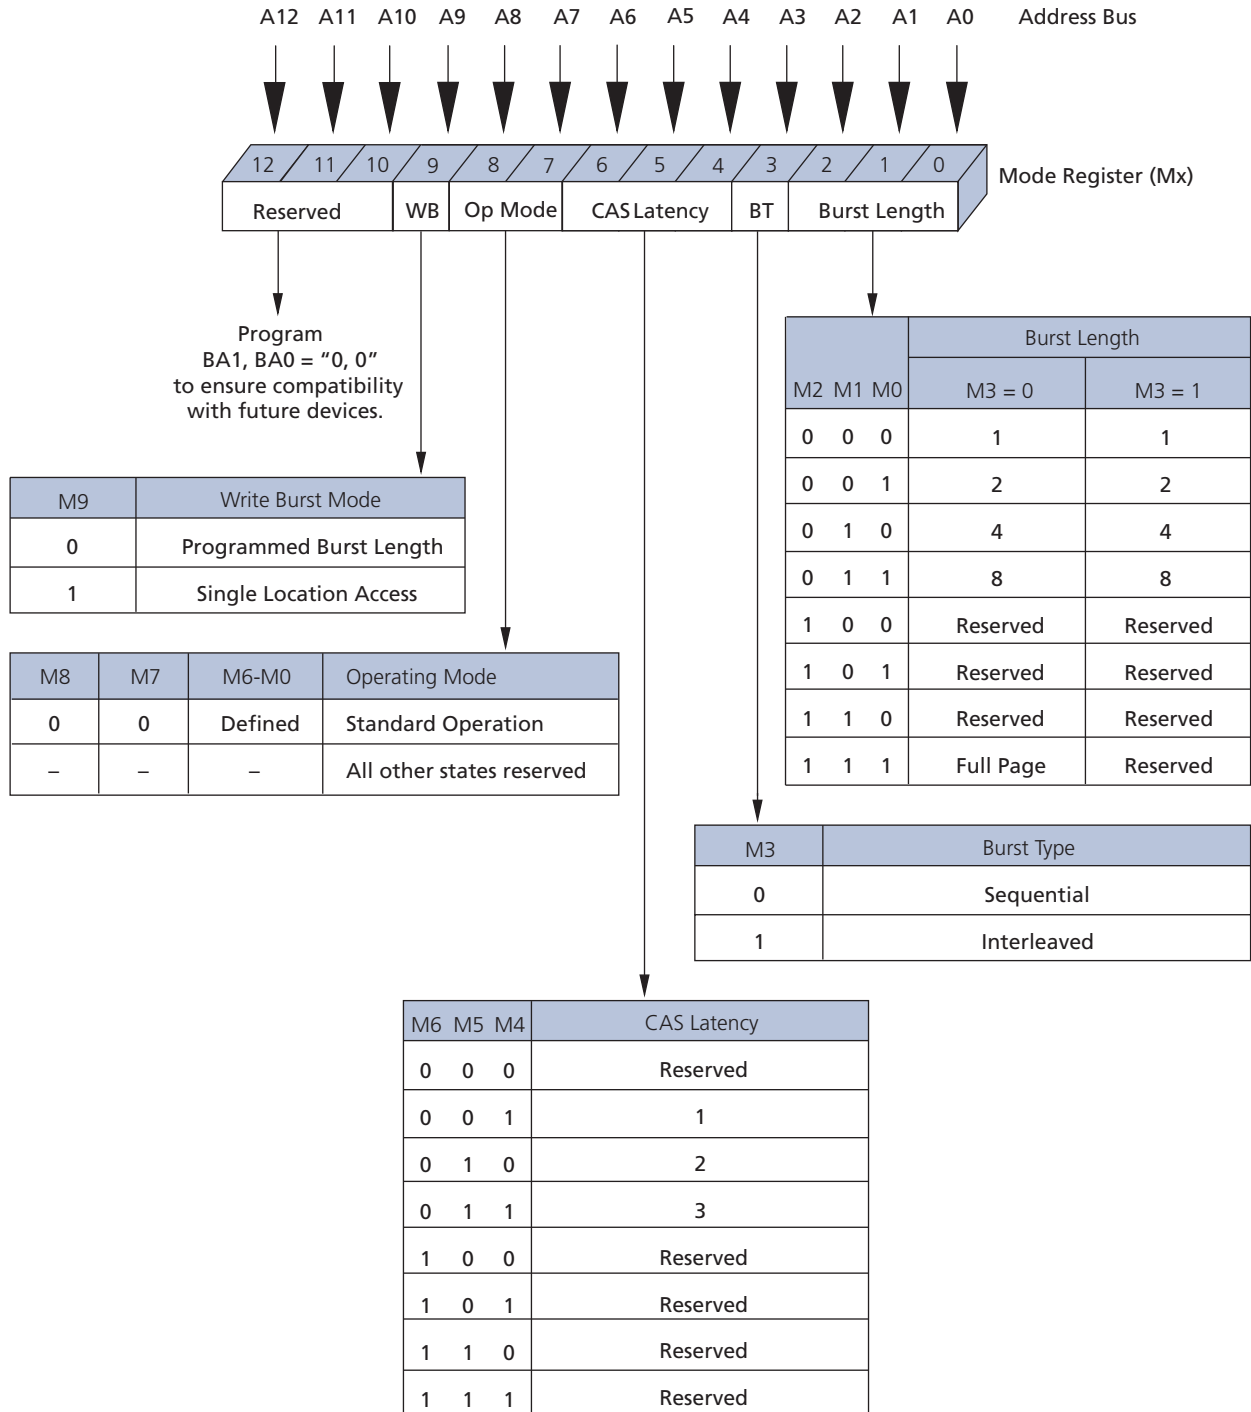 A12 A11 A10 A9 A8 A7 A6 A5 A4 A3 A2 A1 A0 Address Bus
12 11 10 9 8 7 6 5 4 3 2 1 0
Mode Register (Mx)
Reserved WB Op Mode CAS Latency BT Burst Length
Program
BA1, BA0 = “0, 0”
to ensure compatibility
with future devices.
Burst Length
M2 M1 M0 M3 = 0 M3 = 1
0 0 0 1 1
0 0 1 2 2
0 1 0 4 4
0 1 1 8 8
1 0 0 Reserved Reserved
1 0 1 Reserved Reserved
1 1 0 Reserved Reserved
1 1 1 Full Page Reserved
M9 Write Burst Mode
0 Programmed Burst Length
1 Single Location Access
M8 M7 M6-M0 Operating Mode
0 0 Defined Standard Operation
– – – All other states reserved
M3 Burst Type
0 Sequential
1 Interleaved
M6 M5 M4 CAS Latency
0 0 0 Reserved
0 0 1 1
0 1 0 2
0 1 1 3
1 0 0 Reserved
1 0 1 Reserved
1 1 0 Reserved
1 1 1 Reserved